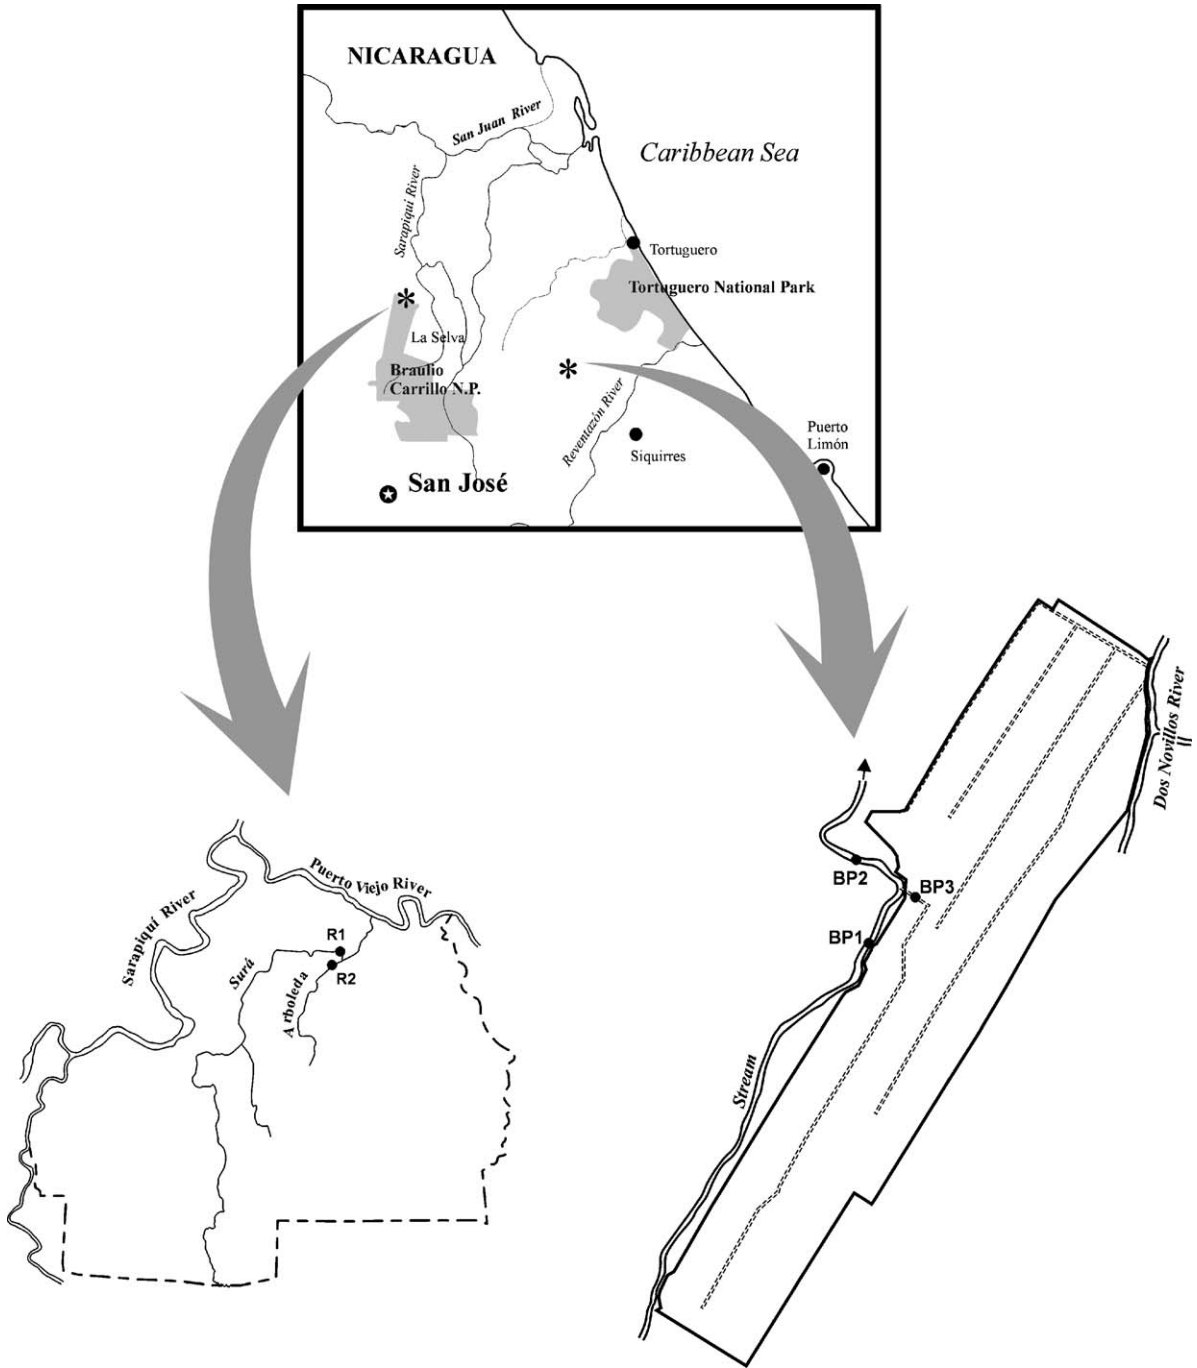 NICARAGUA
San Juan River
Caribbean Sea
Sarapiquí River
Tortuguero
Tortuguero National Park
*
La Selva
*
Braulio
Carrillo N.P.
Reventazón River
Puerto
Limón
Siquirres
San José
Dos Novillos River
BP2
BP3
BP1
Stream
Puerto Viejo River
Sarapiquí River
R1
Surá
R2
Arboleda